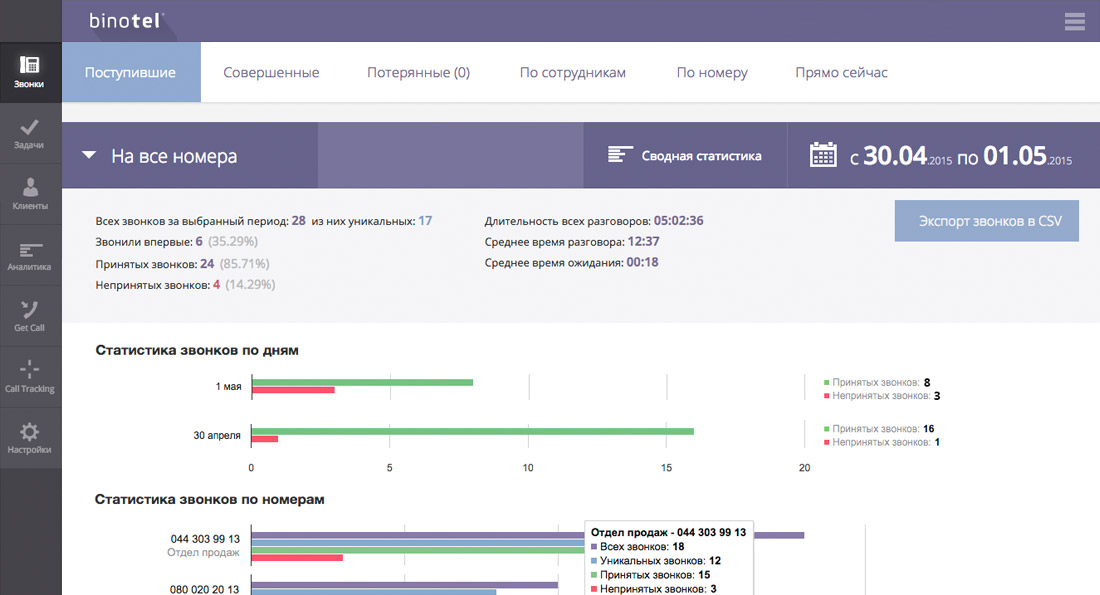 binotel
Звонки
Задачи
Клиенты
Аналитика
Get Call
Call Tracking
Настройки
Поступившие Совершенные Потерянные (0) По сотрудникам По номеру Прямо сейчас
На все номера Сводная статистика с 30.04.2015 по 01.05.2015
Всех звонков за выбранный период: 28 из них уникальных: 17
Звонили впервые: 6 (35.29%)
Принятых звонков: 24 (85.71%)
Непринятых звонков: 4 (14.29%)
Длительность всех разговоров: 05:02:36
Среднее время разговора: 12:37
Среднее время ожидания: 00:18
Экспорт звонков в CSV
Статистика звонков по дням
1 мая
Принятых звонков: 8
Непринятых звонков: 3
30 апреля
Принятых звонков: 16
Непринятых звонков: 1
0 5 10 15 20
Статистика звонков по номерам
044 303 99 13
Отдел продаж
Отдел продаж - 044 303 99 13
Всех звонков: 18
Уникальных звонков: 12
Принятых звонков: 15
Непринятых звонков: 3
080 020 20 13